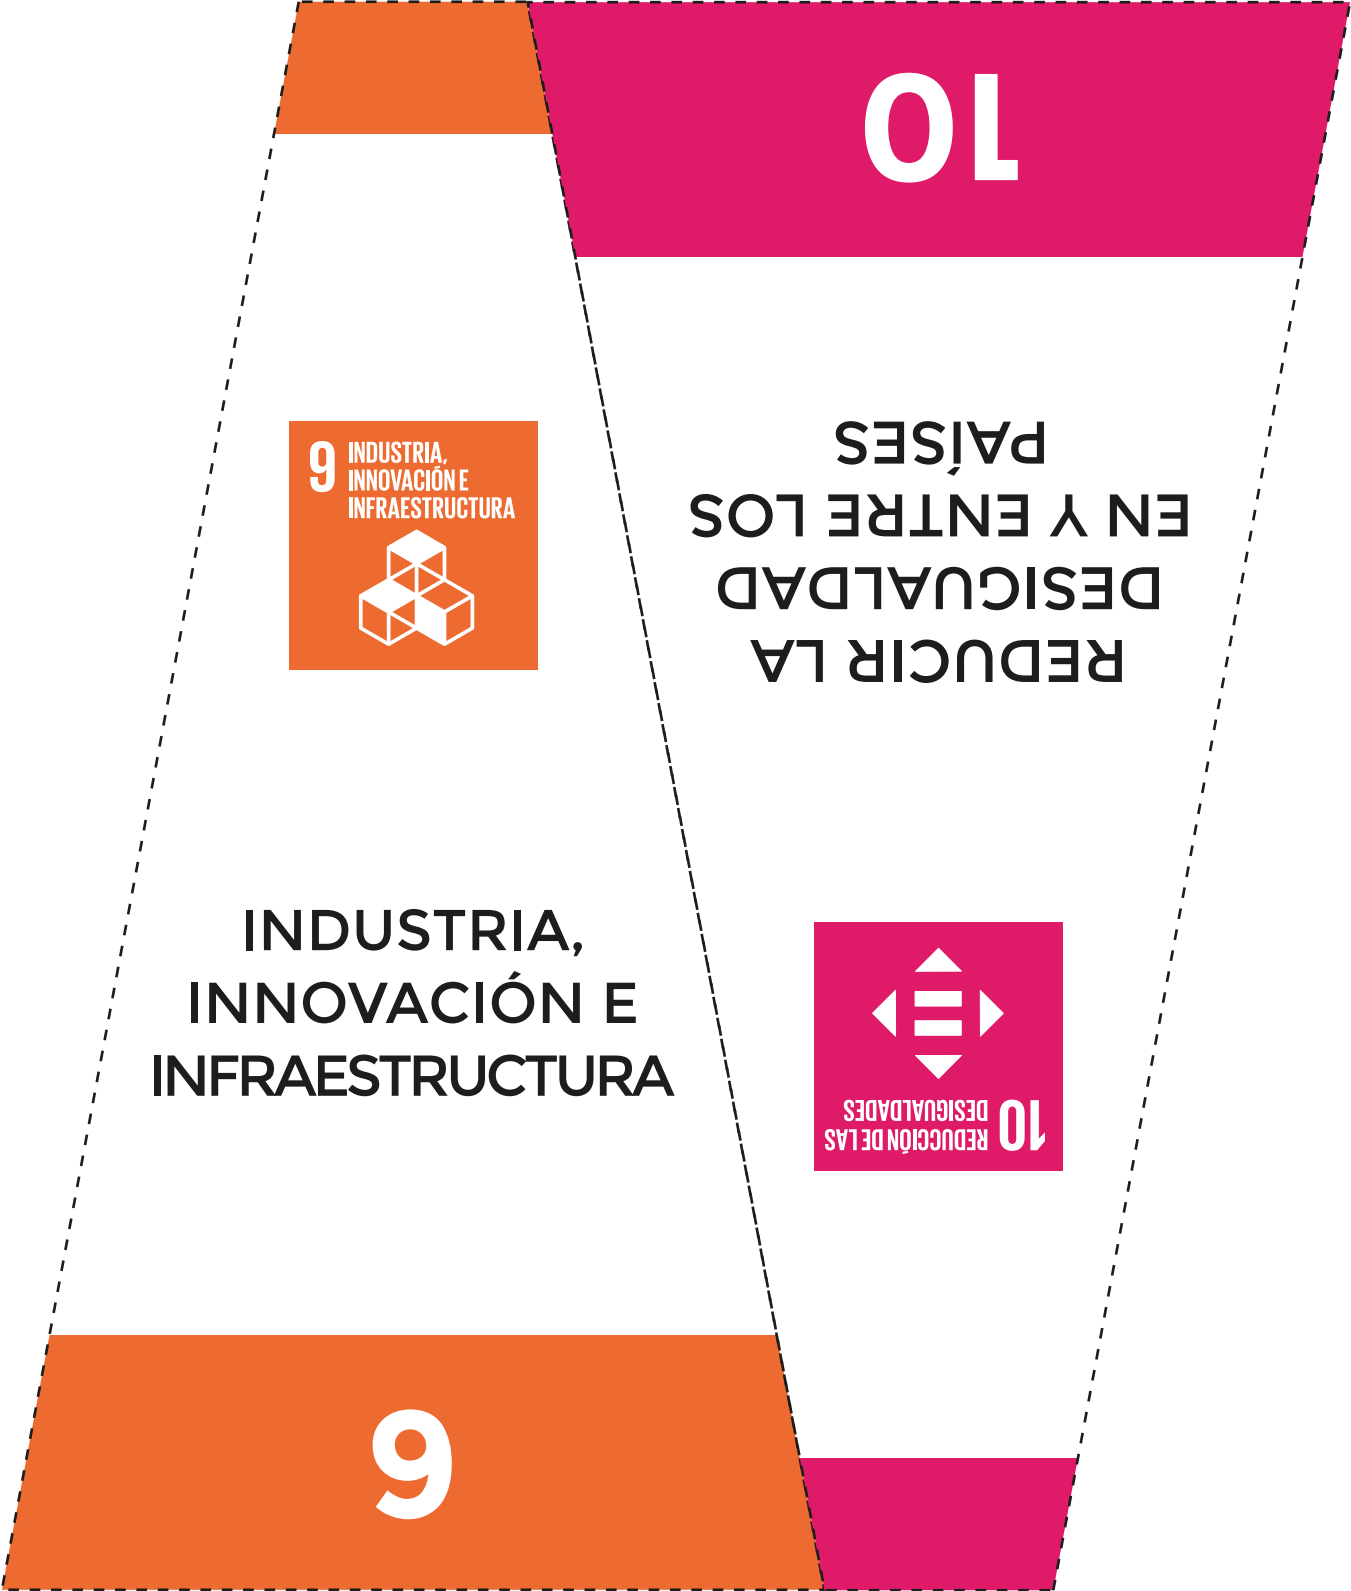 9
INDUSTRIA,
INNOVACIÓN E
INFRAESTRUCTURA
INDUSTRIA,
INNOVACIÓN E
INFRAESTRUCTURA
9
10
REDUCCIÓN DE LAS
DESIGUALDADES
REDUCIR LA
DESIGUALDAD
EN Y ENTRE LOS
PAÍSES
10